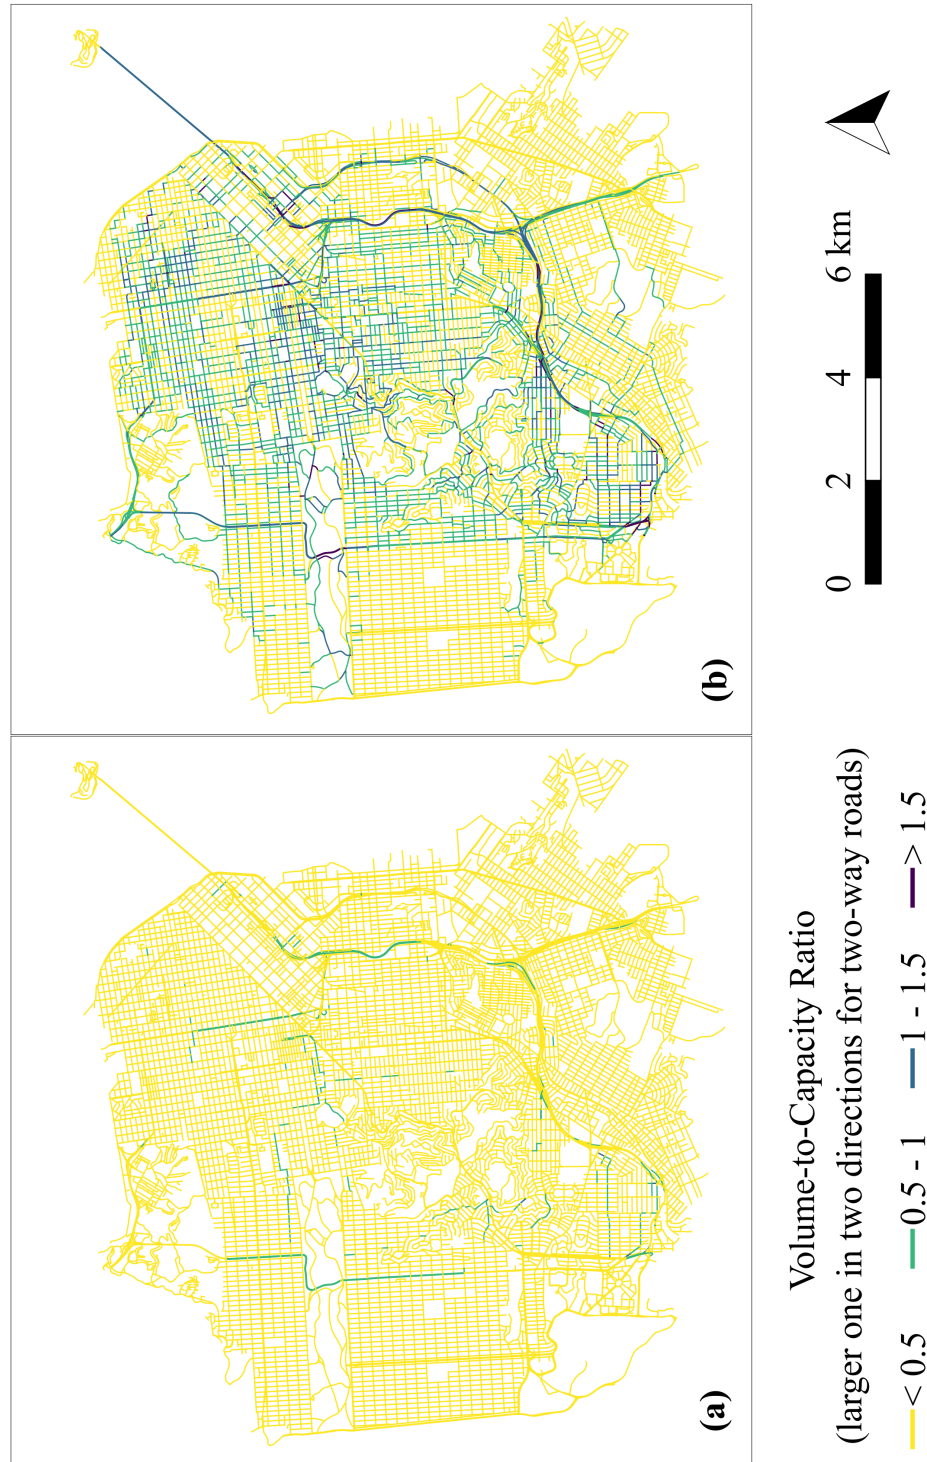 (a)
(b)
Volume-to-Capacity Ratio
(larger one in two directions for two-way roads)
< 0.5 0.5 - 1 1 - 1.5 > 1.5
0 2 4 6 km